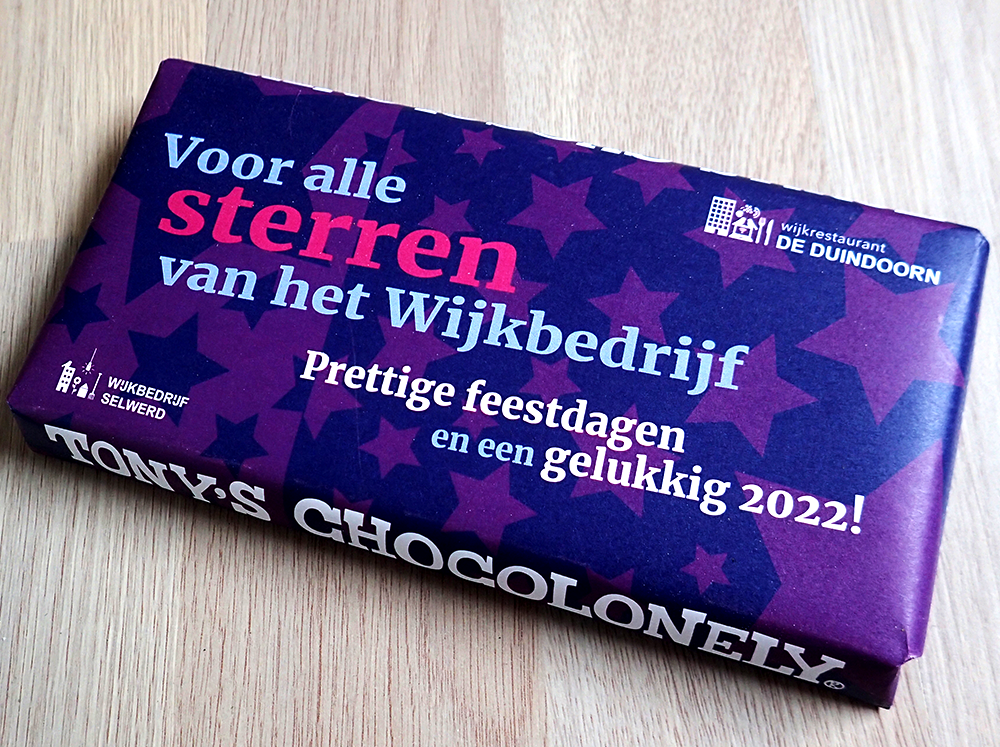 Voor alle
sterren
van het Wijkbedrijf
wijkrestaurant
DE DUINDOORN
Prettige feestdagen
en een gelukkig 2022!
WIJKBEDRIJF
SELWERD
TONY'S CHOCOLONELY